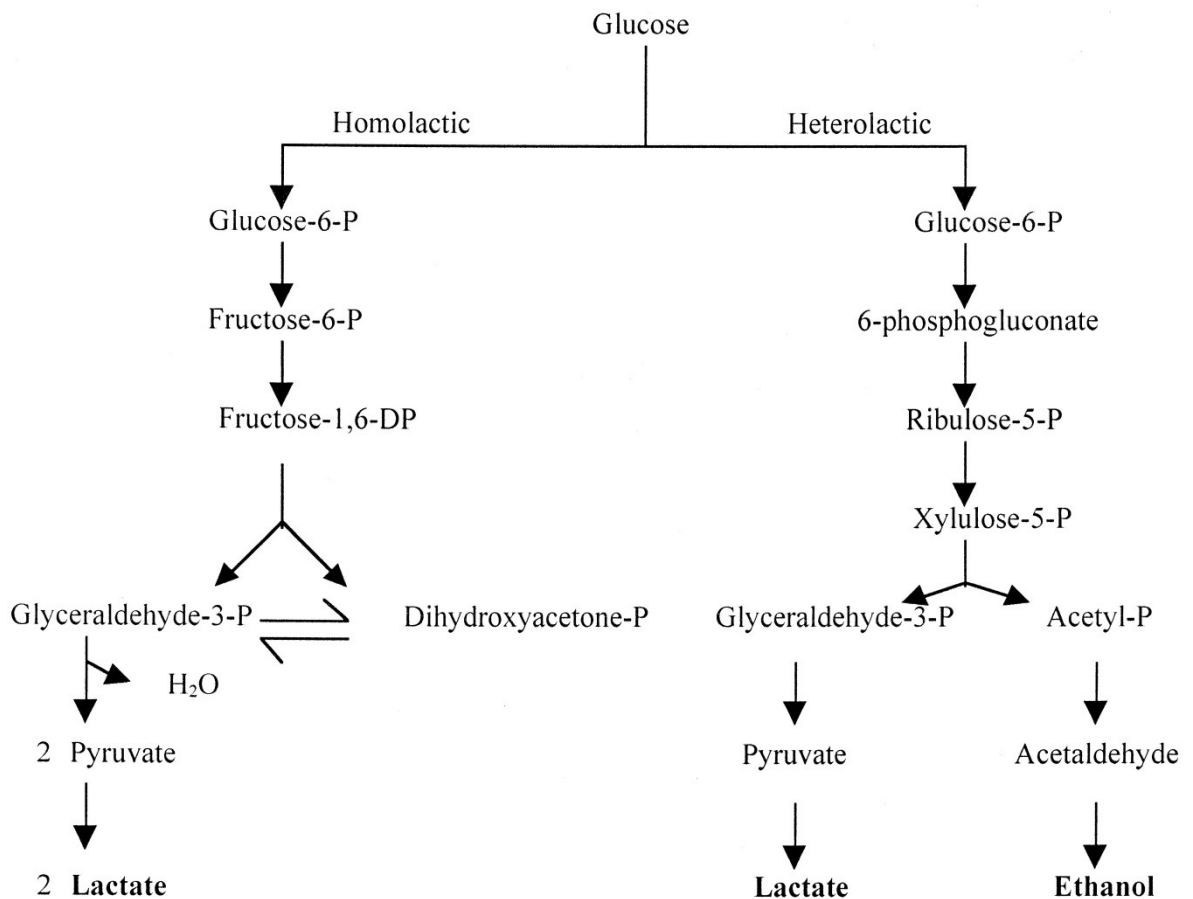 Glucose
Homolactic
Heterolactic
Glucose-6-P
Glucose-6-P
Fructose-6-P
6-phosphogluconate
Fructose-1,6-DP
Ribulose-5-P
Xylulose-5-P
Glyceraldehyde-3-P
Dihydroxyacetone-P
Glyceraldehyde-3-P
Acetyl-P
H₂O
2 Pyruvate
Pyruvate
Acetaldehyde
2 Lactate
Lactate
Ethanol